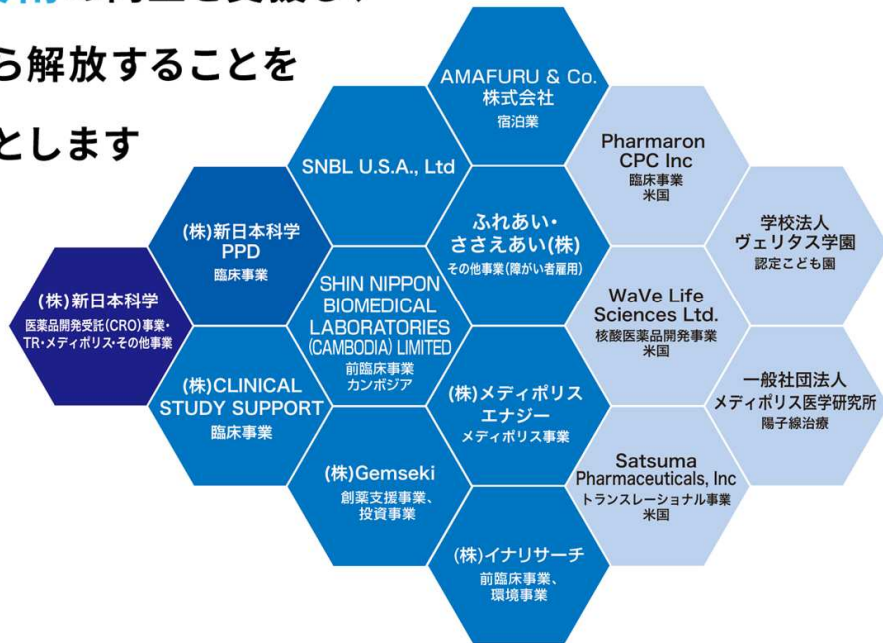 の向上を支援し、
ら解放することを
とします
AMAFURU & Co.
株式会社
宿泊業
SNBL U.S.A., Ltd
Pharmaron
CPC Inc
臨床事業
米国
(株)新日本科学
PPD
臨床事業
ふれあい・
ささえあい(株)
その他事業(障がい者雇用)
学校法人
ヴェリタス学園
認定こども園
(株)新日本科学
医薬品開発受託(CRO)事業・
TR・メディポリス・その他事業
SHIN NIPPON
BIOMEDICAL
LABORATORIES
(CAMBODIA) LIMITED
前臨床事業
カンボジア
WaVe Life
Sciences Ltd.
核酸医薬品開発事業
米国
(株)CLINICAL
STUDY SUPPORT
臨床事業
(株)メディポリス
エナジー
メディポリス事業
一般社団法人
メディポリス医学研究所
陽子線治療
(株)Gemseki
創薬支援事業、
投資事業
Satsuma
Pharmaceuticals, Inc
トランスレーショナル事業
米国
(株)イナリサーチ
前臨床事業、
環境事業